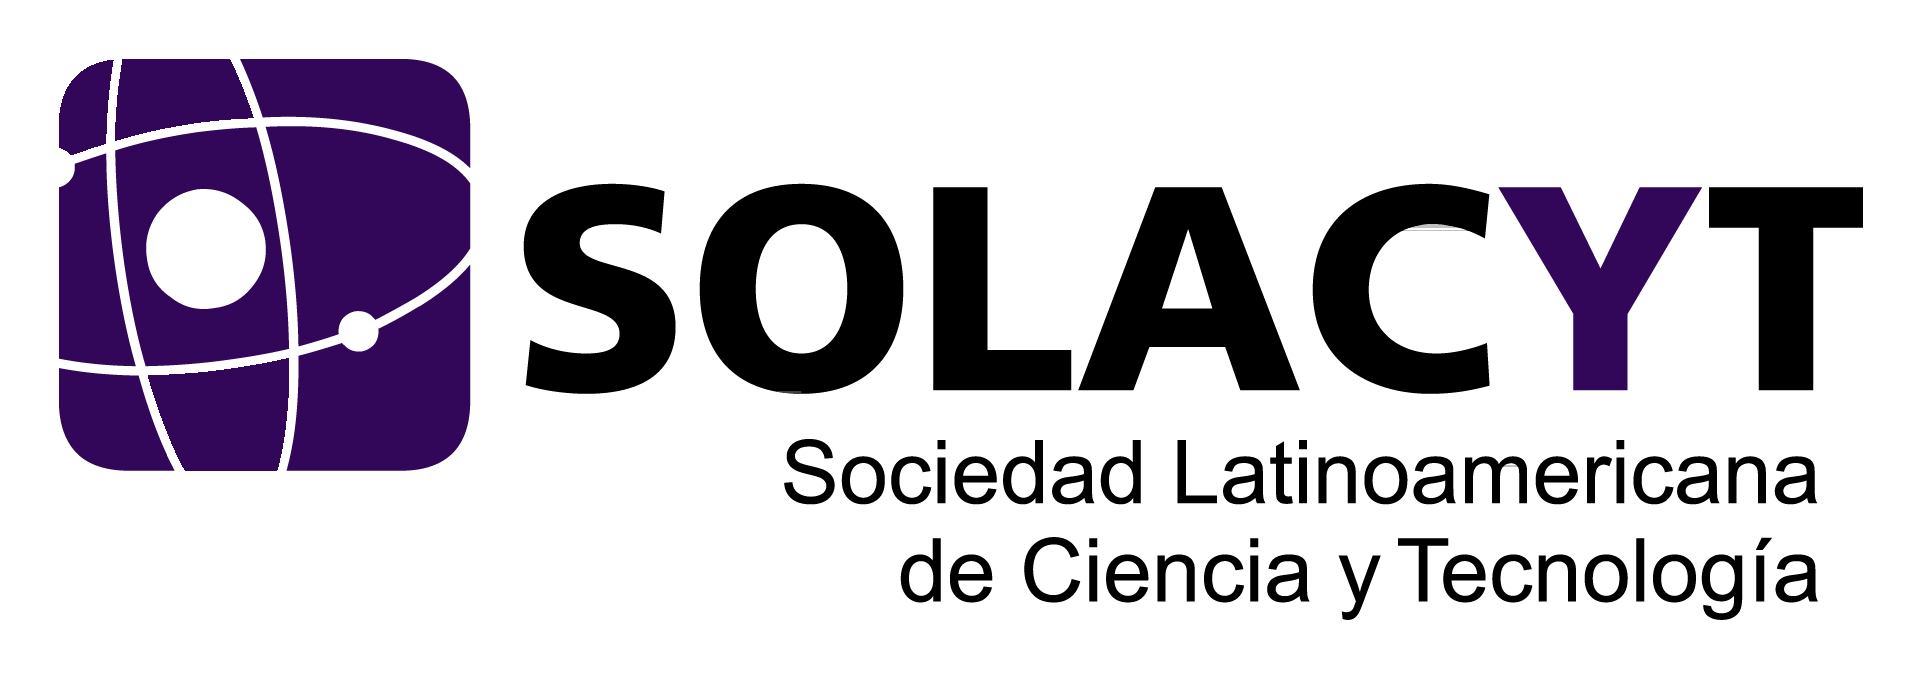 SOLACYT
Sociedad Latinoamericana
de Ciencia y Tecnología